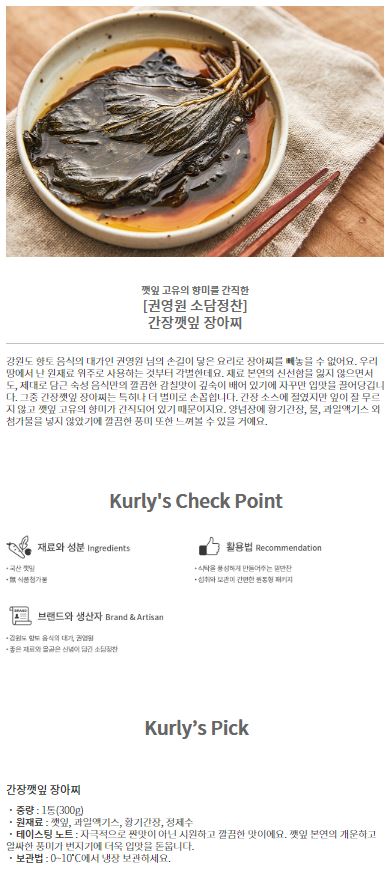 깻잎 고유의 향미를 간직한
[권영원 소담정찬]
간장깻잎 장아찌
강원도 향토 음식의 대가인 권영원 님의 손길이 닿은 요리로 장아찌를 빼놓을 수 없어요. 우리
땅에서 난 원재료 위주로 사용하는 것부터 각별한데요. 재료 본연의 신선함을 잃지 않으면서
도, 제대로 담근 숙성 음식만의 깔끔한 감칠맛이 깊숙이 배어 있기에 자꾸만 입맛을 끌어당깁니
다. 그중 간장깻잎 장아찌는 특히나 더 별미로 손꼽힙니다. 간장 소스에 절였지만 잎이 잘 무르
지 않고 깻잎 고유의 향미가 간직되어 있기 때문이지요. 양념장에 황기간장, 물, 과일액기스 외
첨가물을 넣지 않았기에 깔끔한 풍미 또한 느껴볼 수 있을 거예요.
Kurly's Check Point
재료와 성분 Ingredients
• 국산 깻잎
• 無 식품첨가물
활용법 Recommendation
• 식탁을 풍성하게 만들어주는 밑반찬
• 섭취와 보관이 간편한 원통형 패키지
브랜드와 생산자 Brand & Artisan
• 강원도 향토 음식의 대가, 권영원
• 좋은 재료와 올곧은 신념이 담긴 소담정찬
Kurly’s Pick
간장깻잎 장아찌
• 중량 : 1통(300g)
• 원재료 : 깻잎, 과일액기스, 황기간장, 정제수
• 테이스팅 노트 : 자극적으로 짠맛이 아닌 시원하고 깔끔한 맛이에요. 깻잎 본연의 개운하고
알싸한 풍미가 번지기에 더욱 입맛을 돋웁니다.
• 보관법 : 0~10℃에서 냉장 보관하세요.